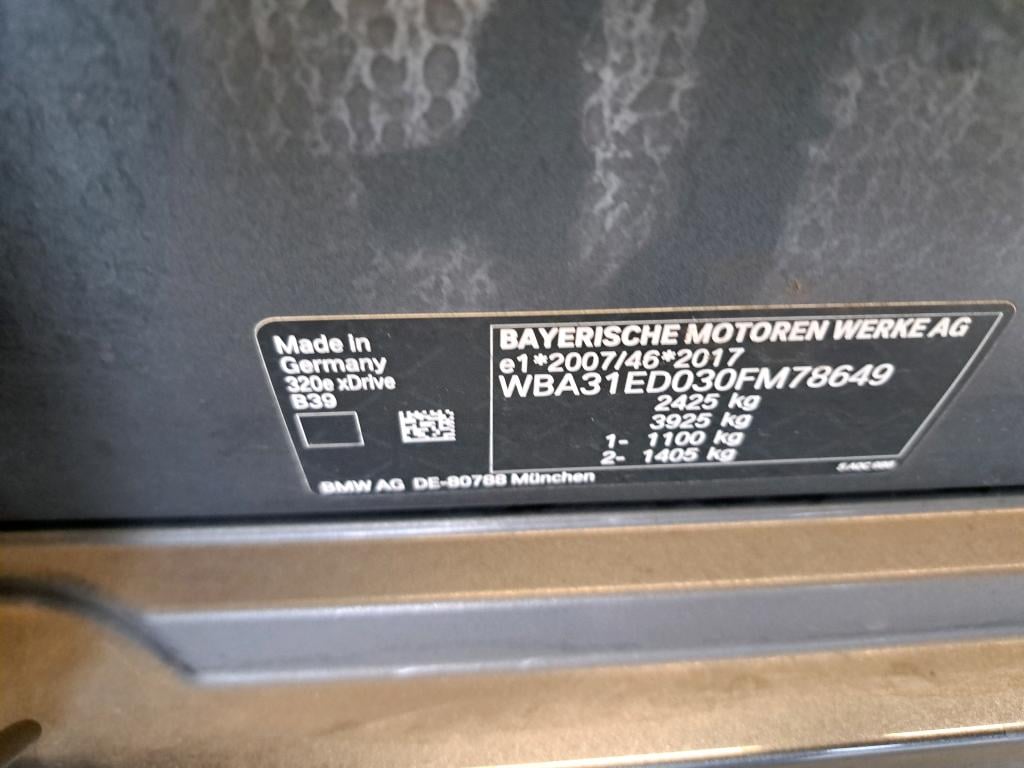 Made in
Germany
320e xDrive
B39
BAYERISCHE MOTOREN WERKE AG
e1*2007/46*2017
WBA31ED030FM78649
2425 kg
3925 kg
1- 1100 kg
2- 1405 kg
BMW AG DE-80788 München